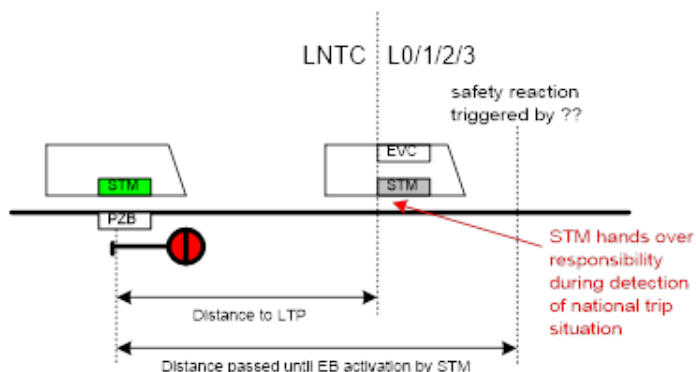 LNTC L0/1/2/3
safety reaction
triggered by ??
EVC
STM
STM
PZB
STM hands over
responsibility
during detection
of national trip
situation
Distance to LTP
Distance passed until EB activation by STM